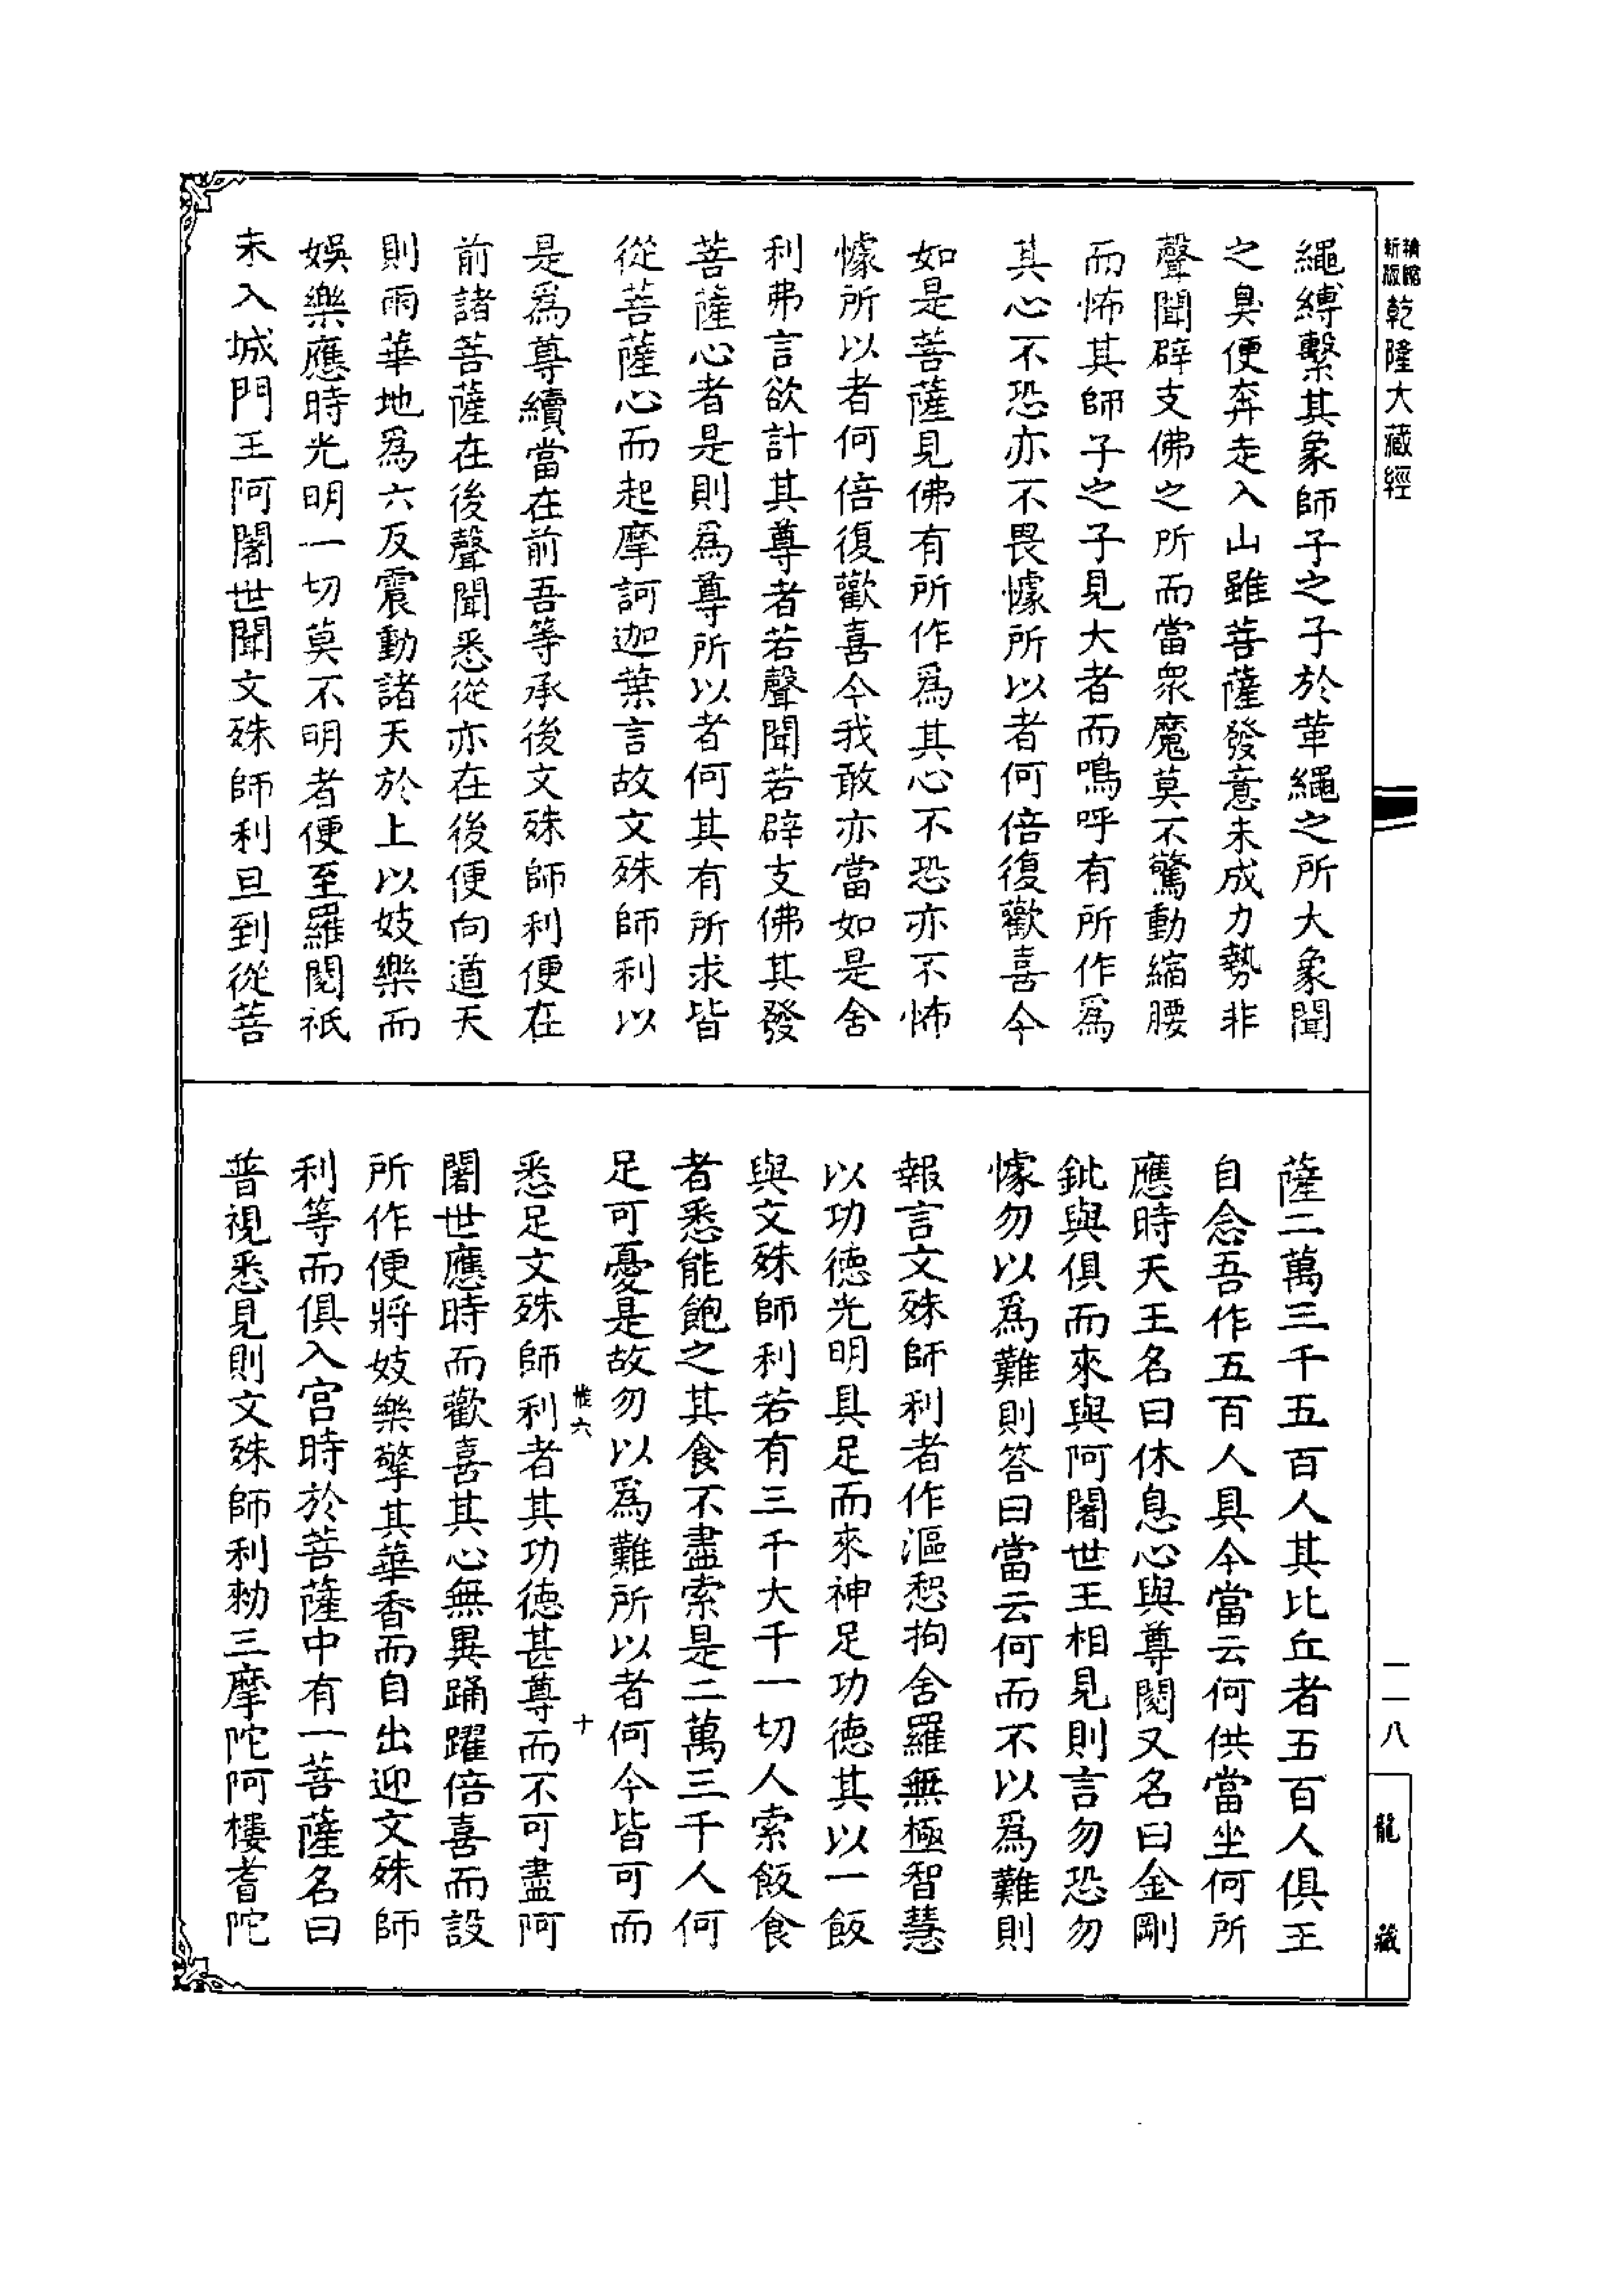 新版
乾隆大藏經
繩縛繫其象師子之子於革繩之所大象聞
之臭便奔走入山雖菩薩發意未成力勢非
聲聞辟支佛之所而當眾魔莫不驚動縮腰
而怖其師子之子見大者而鳴呼有所作爲
其心不恐亦不畏懅所以者何倍復歡喜今
如是菩薩見佛有所作爲其心不恐亦不怖
懅所以者何倍復歡喜今我敢亦當如是舍
利弗言欲計其尊者若聲聞若辟支佛其發
菩薩心者是則爲尊所以者何其有所求皆
從菩薩心而起摩訶迦葉言故文殊師利以
是爲尊續當在前吾等承後文殊師利便在
前諸菩薩在後聲聞悉從亦在後便向道天
則雨華地爲六反震動諸天於上以妓樂而
娛樂應時光明一切莫不明者便至羅閱祇
未入城門王阿闍世聞文殊師利旦到從菩
薩二萬三千五百人其比丘者五百人俱王
自念吾作五百人具今當云何供當坐何所
應時天王名曰休息心與尊閱叉名曰金剛
鈚與俱而來與阿闍世王相見則言勿恐勿
懅勿以爲難則答曰當云何而不以爲難則
報言文殊師利者作漚恕拘舍羅無極智慧
以功德光明具足而來神足功德其以一飯
與文殊師利若有三千大千一切人索飯食
者悉能飽之其食不盡索是二萬三千人何
足可憂是故勿以爲難所以者何今皆可而
惟六
十
悉足文殊師利者其功德甚尊而不可盡阿
闍世應時而歡喜其心無異踊躍倍喜而設
所作便將妓樂擎其華香而自出迎文殊師
利等而俱入宮時於菩薩中有一菩薩名曰
普視悉見則文殊師利勑三摩陀阿樓耆陀
一一八
龍藏